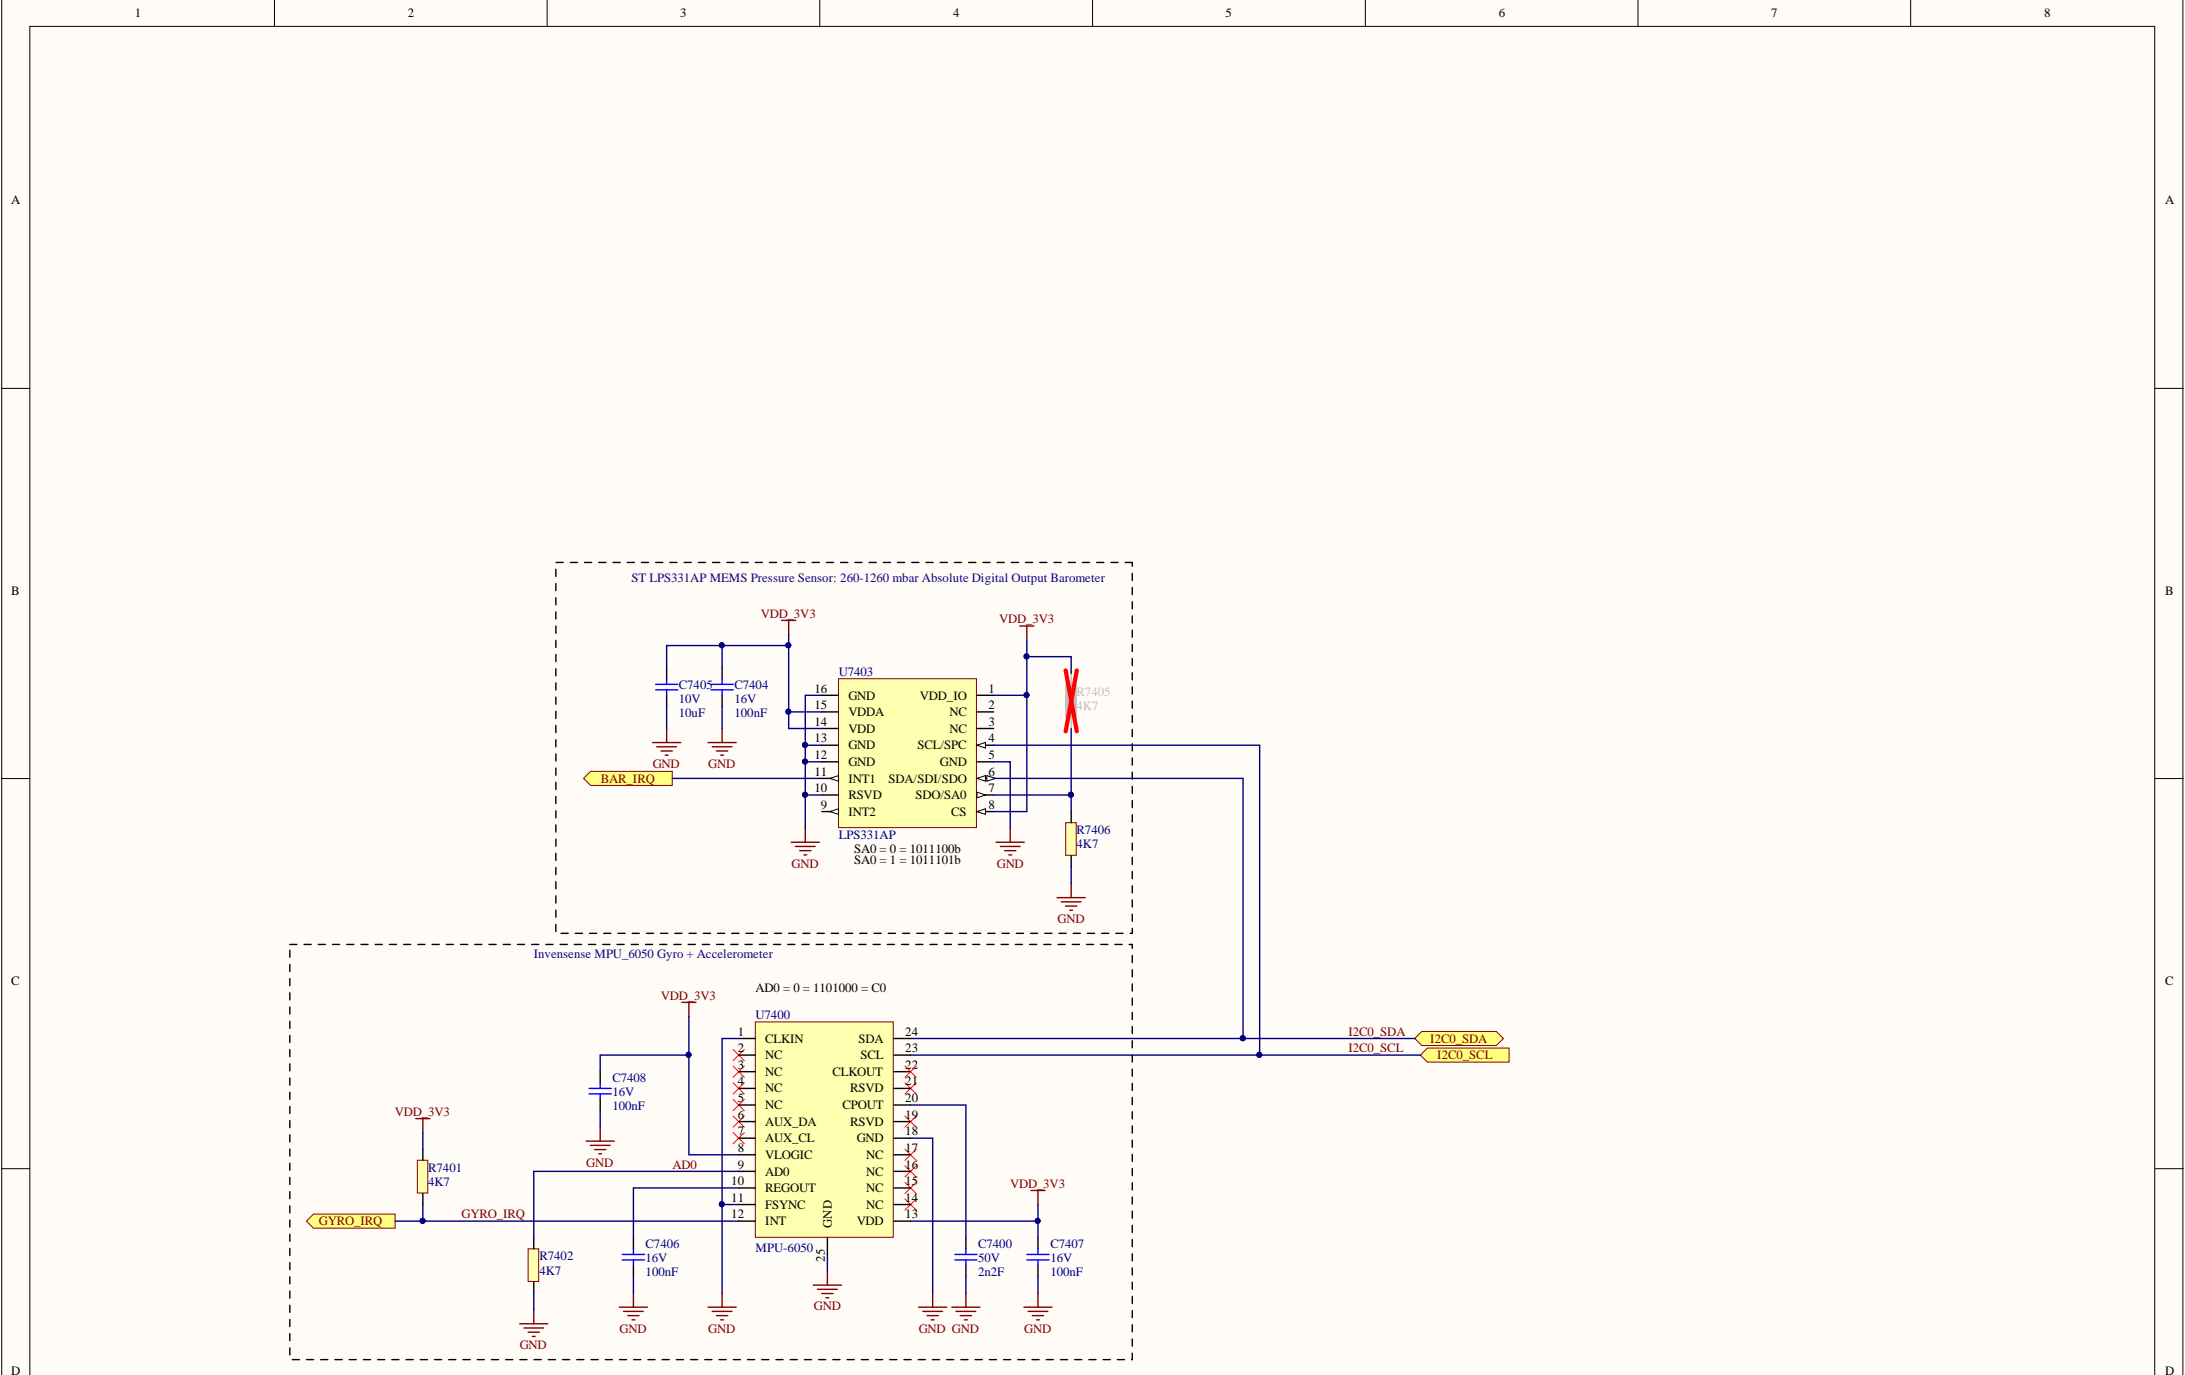 1 2 3 4 5 6 7 8
A A
B B
ST LPS331AP MEMS Pressure Sensor: 260-1260 mbar Absolute Digital Output Barometer
VDD_3V3
VDD_3V3
U7403
C7405
10V
10uF
C7404
16V
100nF
R7405
4K7
16 GND VDD_IO 1
15 VDDA NC 2
14 VDD NC 3
13 GND SCL/SPC 4
12 GND GND 5
11 INT1 SDA/SDI/SDO 6
10 RSVD SDO/SA0 7
9 INT2 CS 8
GND GND
BAR_IRQ
LPS331AP
R7406
4K7
SA0 = 0 = 1011100b
SA0 = 1 = 1011101b
GND GND
GND
C C
Invensense MPU_6050 Gyro + Accelerometer
AD0 = 0 = 1101000 = C0
VDD_3V3
U7400
1 CLKIN SDA 24
2 NC SCL 23
3 NC CLKOUT 22
4 NC RSVD 21
5 NC CPOUT 20
6 AUX_DA RSVD 19
7 AUX_CL GND 18
8 VLOGIC NC 17
9 AD0 NC 16
10 REGOUT NC 15
11 FSYNC NC 14
12 INT VDD 13
GND
25
MPU-6050
I2C0_SDA I2C0_SDA
I2C0_SCL I2C0_SCL
C7408
16V
100nF
GND
VDD_3V3
R7401
4K7
AD0
VDD_3V3
GYRO_IRQ GYRO_IRQ
R7402
4K7
C7406
16V
100nF
C7400
50V
2n2F
C7407
16V
100nF
GND
GND GND GND GND GND
GND
D D